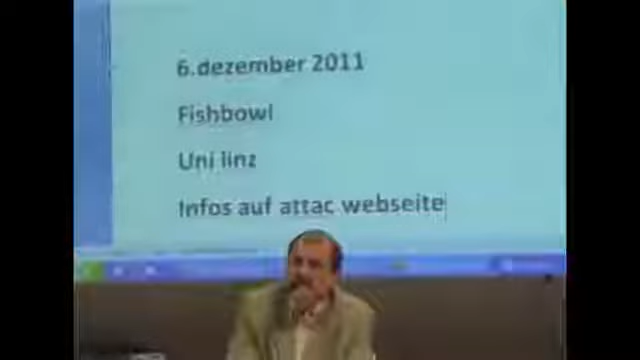 6.dezember 2011
Fishbowl
Uni linz
Infos auf attac webseite